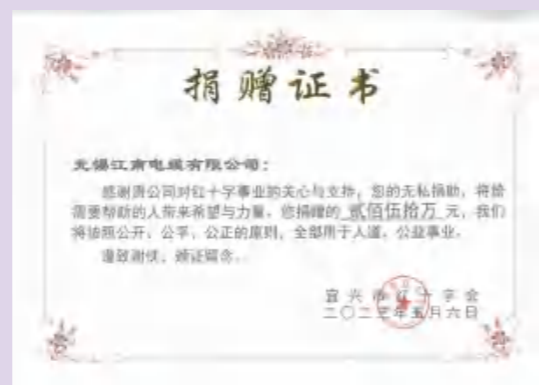 捐赠证书
无锡江南电缆有限公司：
感谢贵公司对红十字事业的关心与支持，您的无私捐助，将给
需要帮助的人带来希望与力量。您捐赠的 贰佰伍拾万 元，我们
将依照公开、公平、公正的原则，全部用于人道、公益事业。
谨致谢忱，颁证留念。
宜兴市红十字会
二〇二三年五月六日